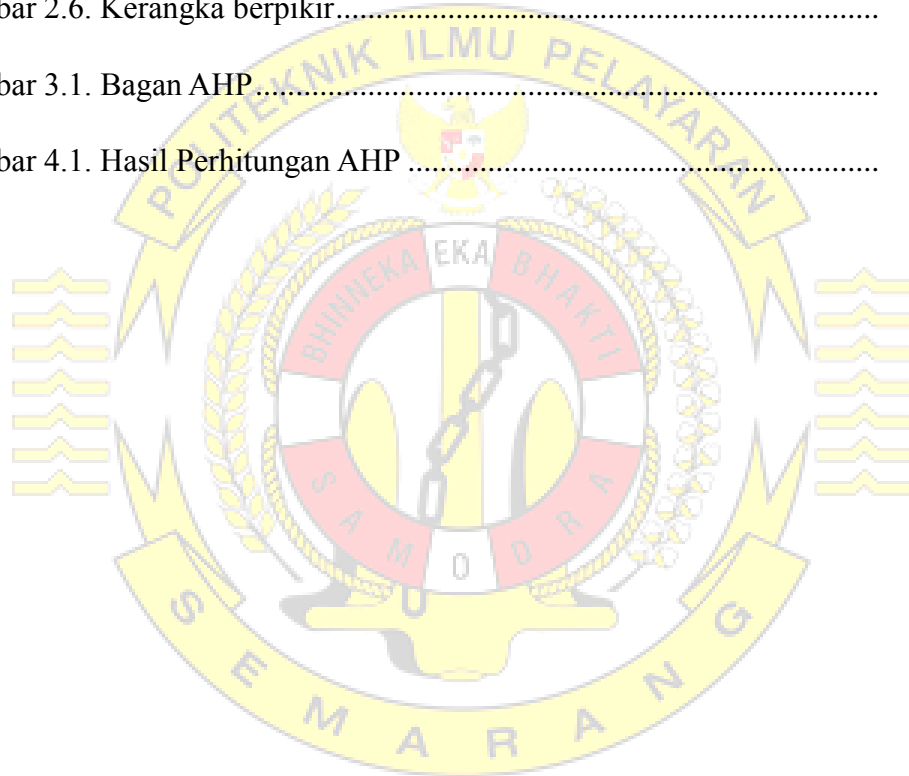 bar 2.6. Kerangka berpikir....................................................................
bar 3.1. Bagan AHP..............................................................................
bar 4.1. Hasil Perhitungan AHP ...........................................................
POLITEKNIK ILMU PELAYARAN
BHINNEKA EKA BHAKTI
SAMODRA
SEMARANG